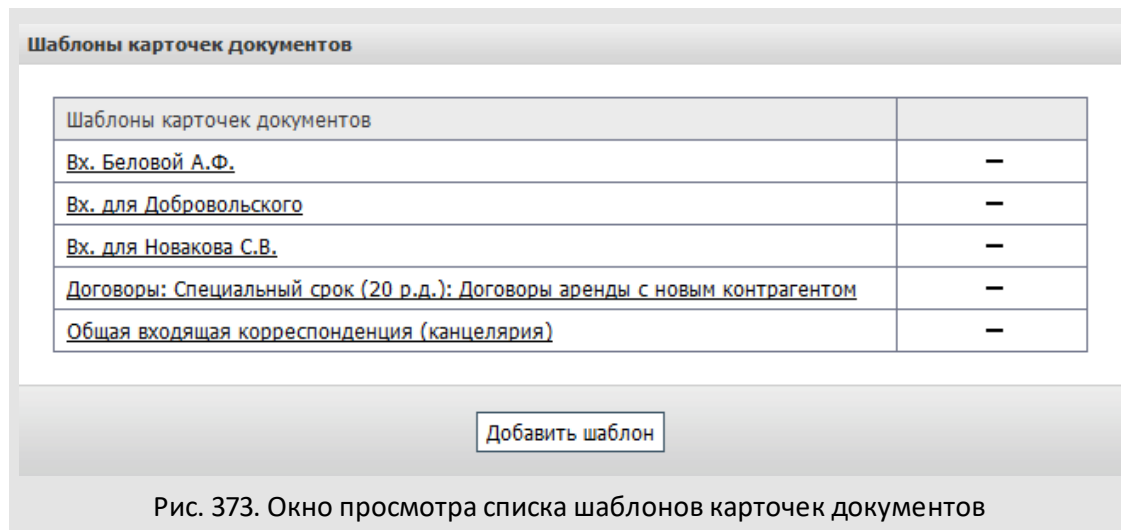 Шаблоны карточек документов
Шаблоны карточек документов
Вх. Беловой А.Ф. –
Вх. для Добровольского –
Вх. для Новакова С.В. –
Договоры: Специальный срок (20 р.д.): Договоры аренды с новым контрагентом –
Общая входящая корреспонденция (канцелярия) –
Добавить шаблон
Рис. 373. Окно просмотра списка шаблонов карточек документов